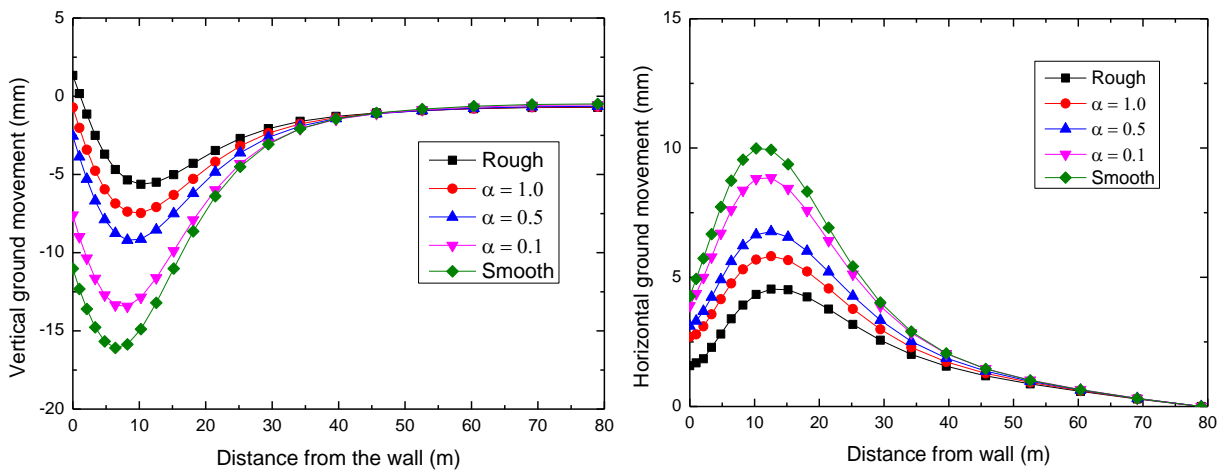 5
0
-5
-10
-15
-20
0 10 20 30 40 50 60 70 80
Vertical ground movement (mm)
Distance from the wall (m)
Rough
α = 1.0
α = 0.5
α = 0.1
Smooth
15
10
5
0
0 10 20 30 40 50 60 70 80
Horizontal ground movement (mm)
Distance from wall (m)
Rough
α = 1.0
α = 0.5
α = 0.1
Smooth